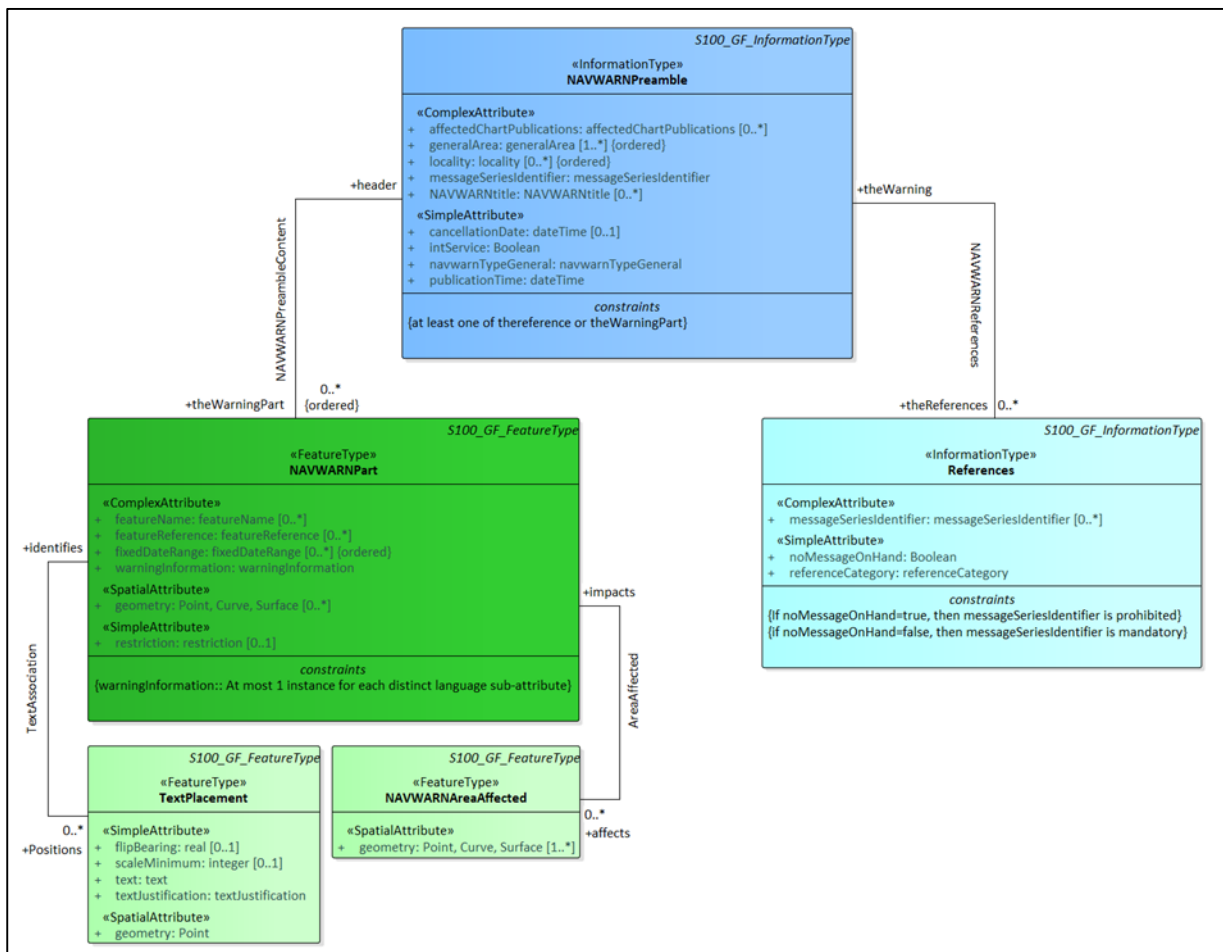 S100_GF_InformationType
«InformationType»
NAVWARNPreamble
«ComplexAttribute»
+ affectedChartPublications: affectedChartPublications [0..*]
+ generalArea: generalArea [1..*] {ordered}
+ locality: locality [0..*] {ordered}
+ messageSeriesIdentifier: messageSeriesIdentifier
+ NAVWARNtitle: NAVWARNtitle [0..*]
«SimpleAttribute»
+ cancellationDate: dateTime [0..1]
+ intService: Boolean
+ navwarnTypeGeneral: navwarnTypeGeneral
+ publicationTime: dateTime
constraints
{at least one of thereference or theWarningPart}
+header
NAVWARNPreambleContent
+theWarningPart
0..*
{ordered}
+theWarning
NAVWARNReferences
+theReferences
0..*
S100_GF_FeatureType
«FeatureType»
NAVWARNPart
«ComplexAttribute»
+ featureName: featureName [0..*]
+ featureReference: featureReference [0..*]
+ fixedDateRange: fixedDateRange [0..*] {ordered}
+ warningInformation: warningInformation
«SpatialAttribute»
+ geometry: Point, Curve, Surface [0..*]
«SimpleAttribute»
+ restriction: restriction [0..1]
constraints
{warningInformation:: At most 1 instance for each distinct language sub-attribute}
S100_GF_InformationType
«InformationType»
References
«ComplexAttribute»
+ messageSeriesIdentifier: messageSeriesIdentifier [0..*]
«SimpleAttribute»
+ noMessageOnHand: Boolean
+ referenceCategory: referenceCategory
constraints
{If noMessageOnHand=true, then messageSeriesIdentifier is prohibited}
{if noMessageOnHand=false, then messageSeriesIdentifier is mandatory}
+identifies
TextAssociation
0..*
+Positions
+impacts
AreaAffected
0..*
+affects
S100_GF_FeatureType
«FeatureType»
TextPlacement
«SimpleAttribute»
+ flipBearing: real [0..1]
+ scaleMinimum: integer [0..1]
+ text: text
+ textJustification: textJustification
«SpatialAttribute»
+ geometry: Point
S100_GF_FeatureType
«FeatureType»
NAVWARNAreaAffected
«SpatialAttribute»
+ geometry: Point, Curve, Surface [1..*]